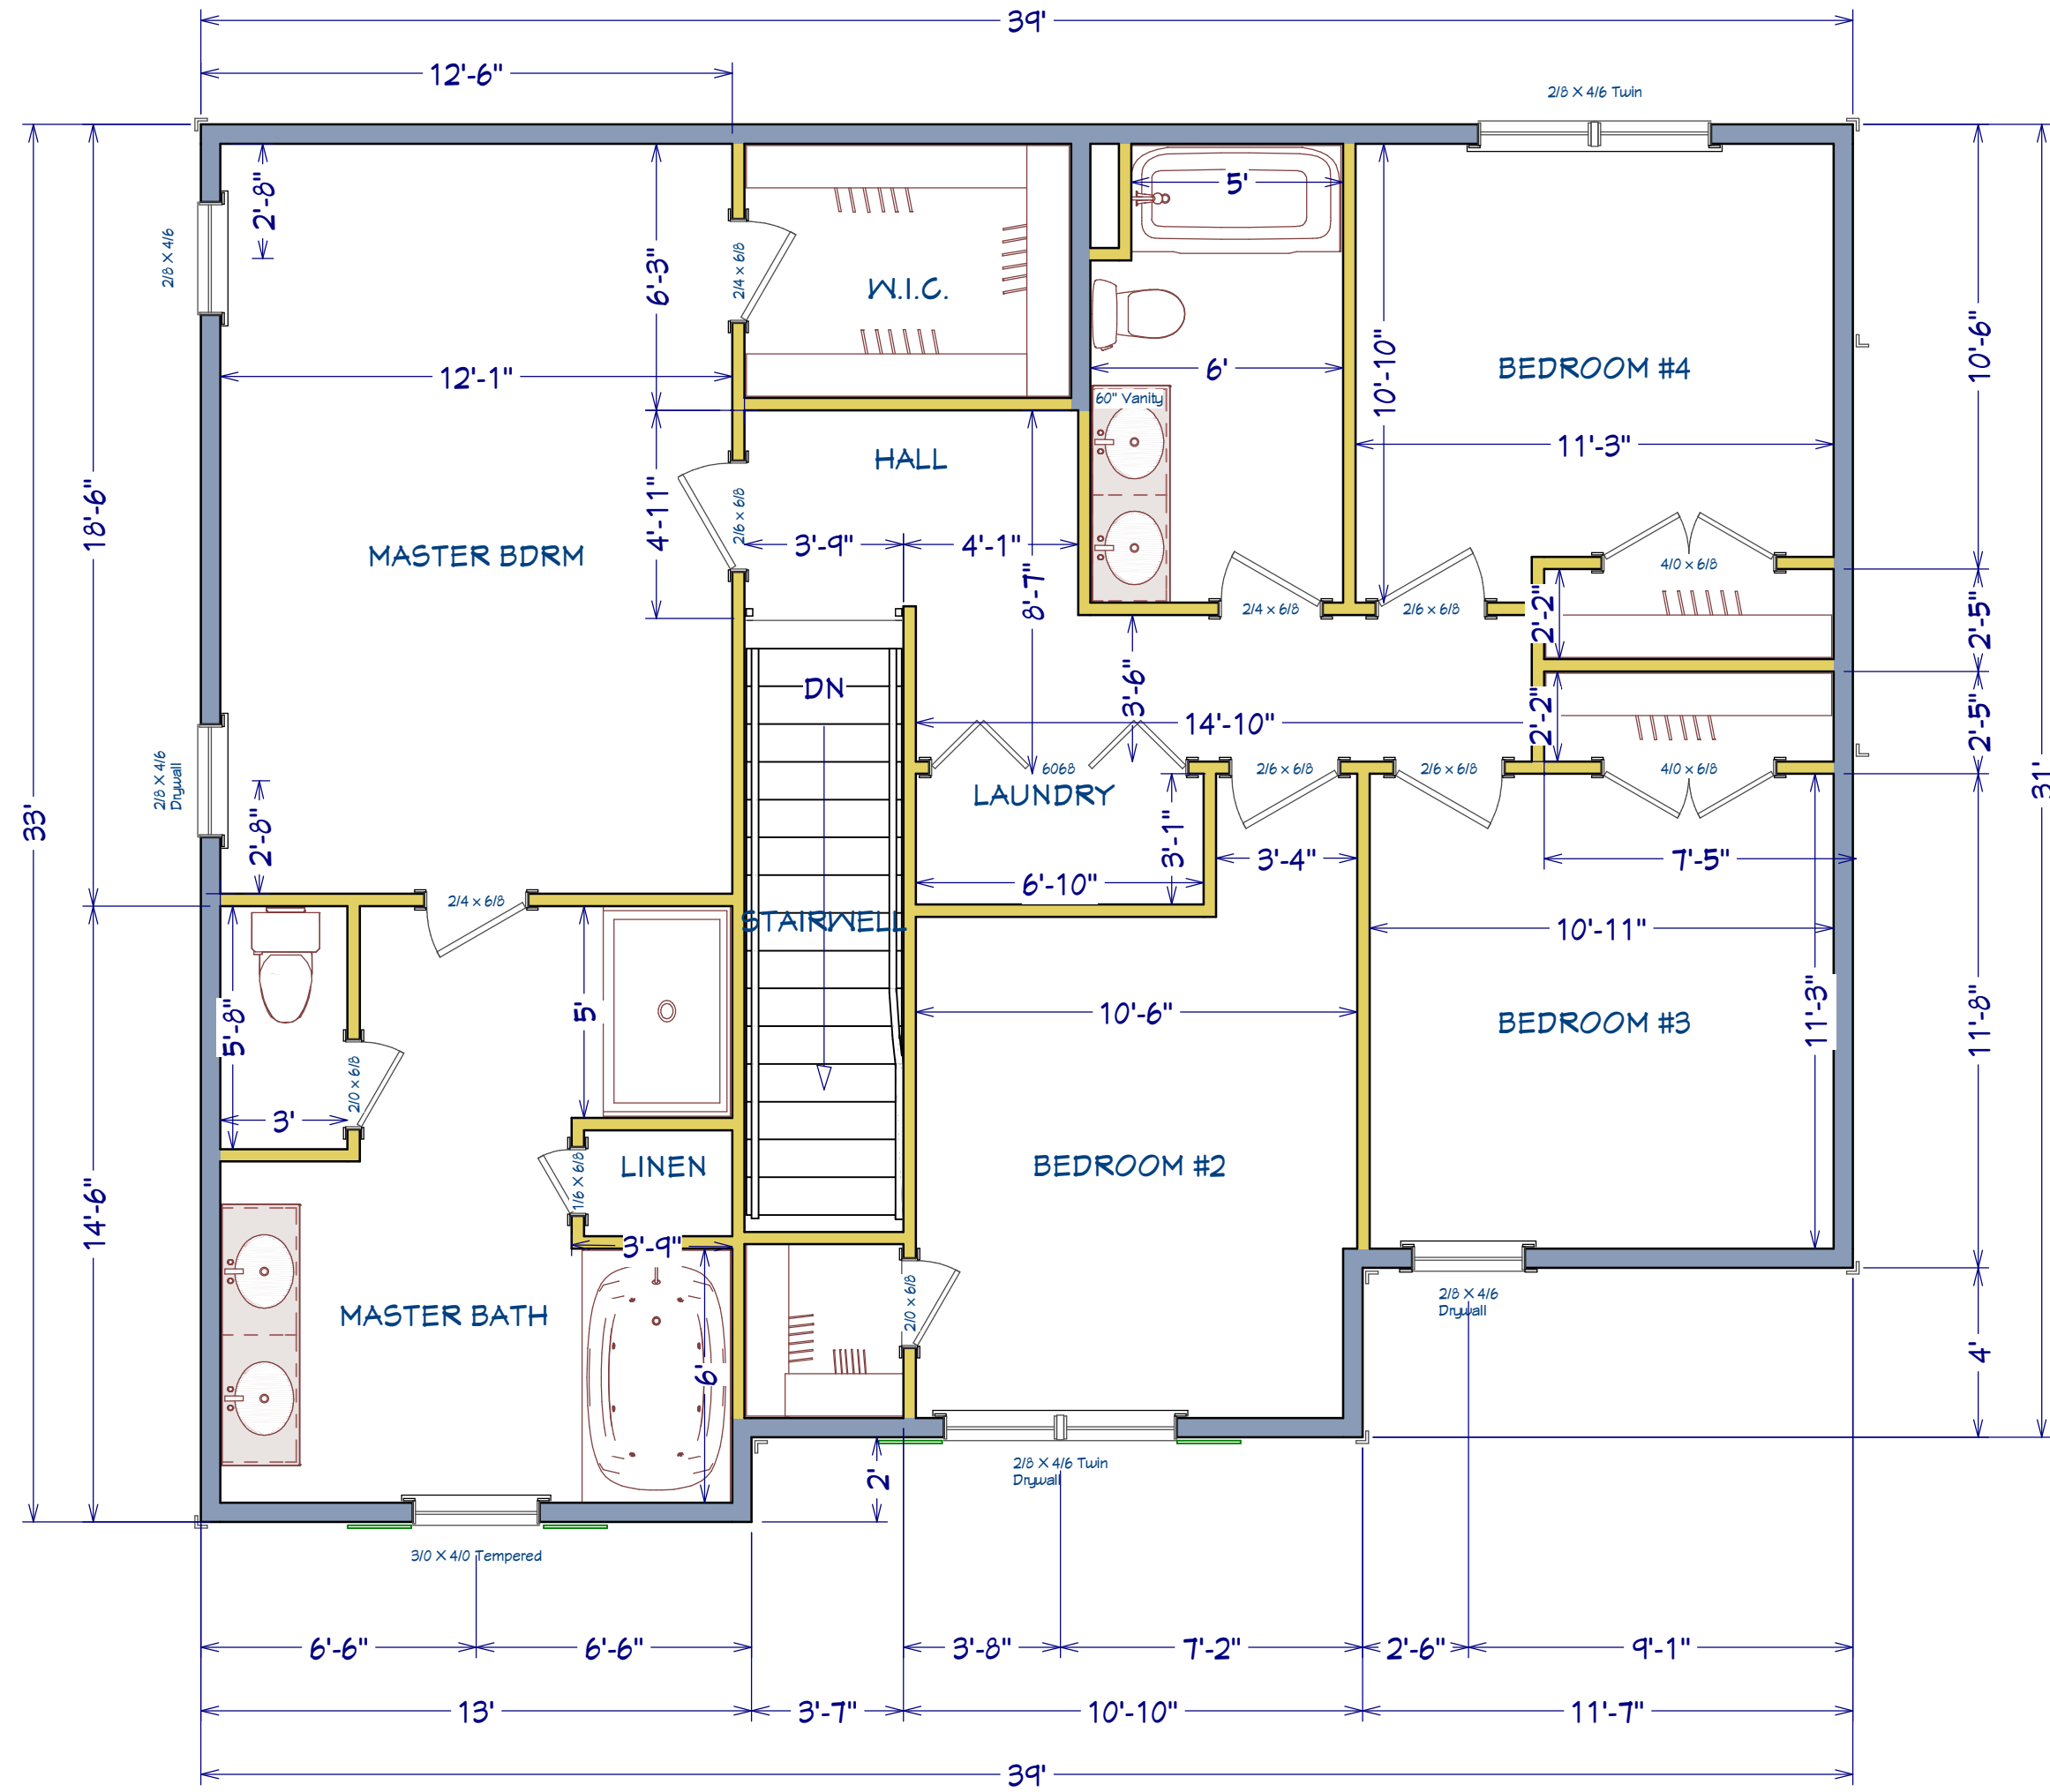 39'
12'-6"
2/8 X 4/6 Twin
2'-8"
5'
2/8 X 4/6
6'-3"
2/4 x 6/8
W.I.C.
10'-6"
12'-1"
6'
10'-10"
BEDROOM #4
60" Vanity
11'-3"
HALL
18'-6"
4'-11"
2/6 x 6/8
3'-9"
4'-1"
MASTER BDRM
8'-7"
4/0 x 6/8
2/4 x 6/8
2/6 x 6/8
2'-2"
2'-5"
DN
3'-6"
14'-10"
2'-2"
2'-5"
2/8 X 4/6
Drywall
6068
2/6 x 6/8
2/6 x 6/8
4/0 x 6/8
LAUNDRY
31'
33'
2'-8"
3'-1"
3'-4"
7'-5"
6'-10"
2/4 x 6/8
STAIRWELL
10'-11"
5'-8"
5'
10'-6"
BEDROOM #3
11'-3"
11'-8"
2/0 x 6/8
3'
LINEN
BEDROOM #2
1/6 X 6/8
14'-6"
3'-9"
2/0 x 6/8
2/8 X 4/6
Drywall
MASTER BATH
6'
4'
2/8 X 4/6 Twin
Drywall
2'
3/0 X 4/0 Tempered
6'-6"
6'-6"
3'-8"
7'-2"
2'-6"
9'-1"
13'
3'-7"
10'-10"
11'-7"
39'